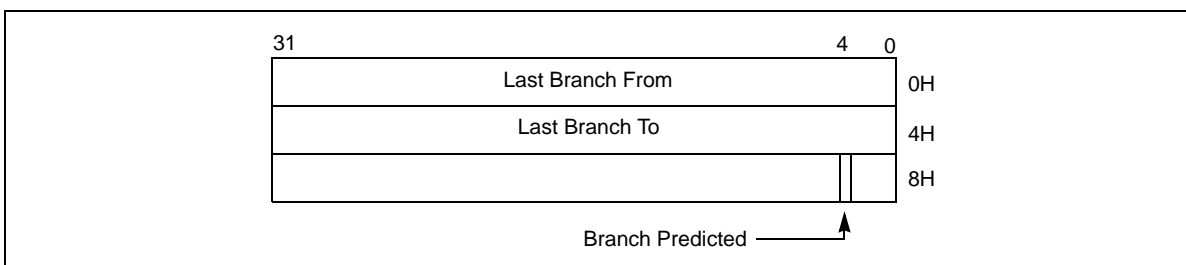 31 4 0
Last Branch From 0H
Last Branch To 4H
8H
Branch Predicted